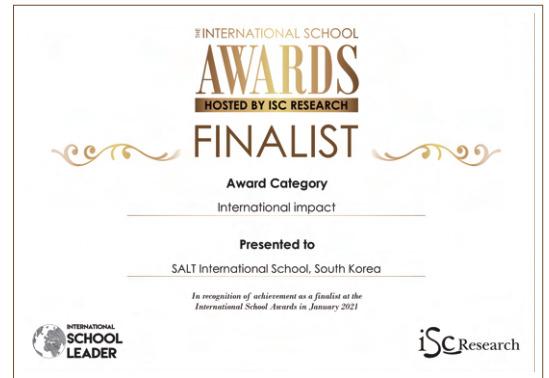 THE INTERNATIONAL SCHOOL
AWARDS
HOSTED BY ISC RESEARCH
FINALIST
Award Category
International impact
Presented to
SALT International School, South Korea
In recognition of achievement as a finalist at the
International School Awards in January 2021
INTERNATIONAL
SCHOOL
LEADER
iSC Research